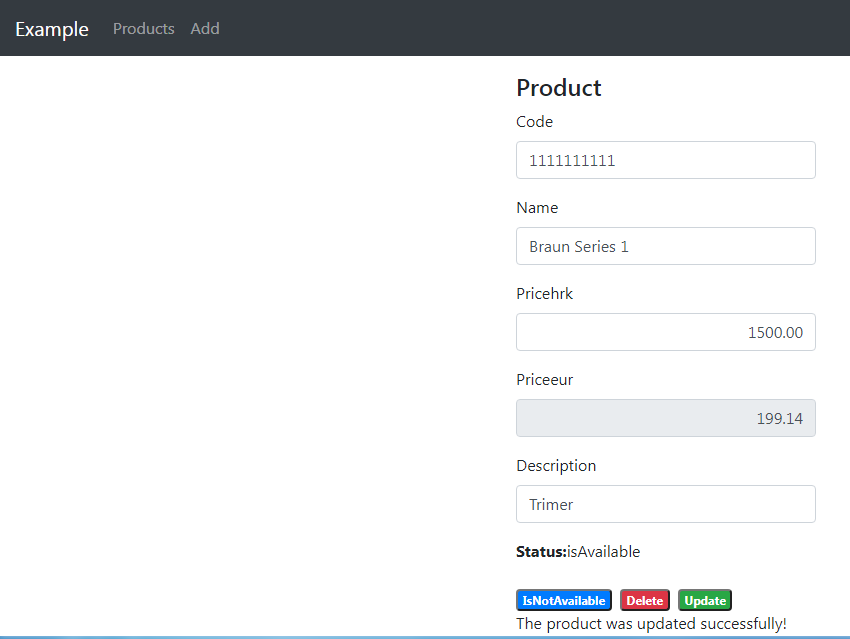 Example Products Add
Product
Code
1111111111
Name
Braun Series 1
Pricehrk
1500.00
Priceeur
199.14
Description
Trimer
Status:isAvailable
IsNotAvailable Delete Update
The product was updated successfully!